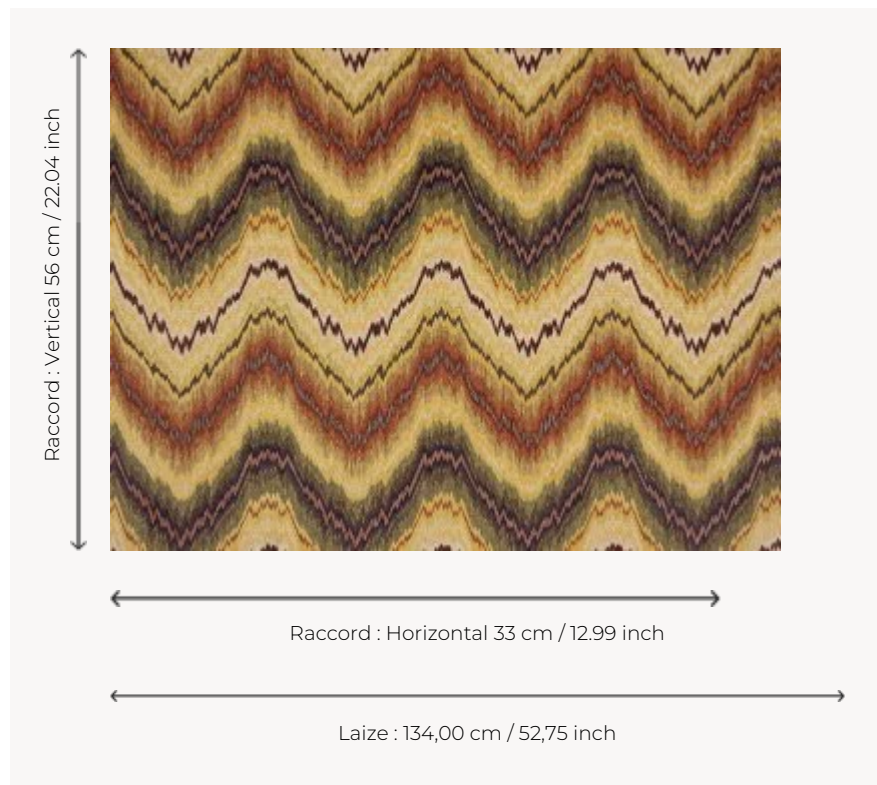 Raccord : Vertical 56 cm / 22.04 inch
Raccord : Horizontal 33 cm / 12.99 inch
Laize : 134,00 cm / 52,75 inch